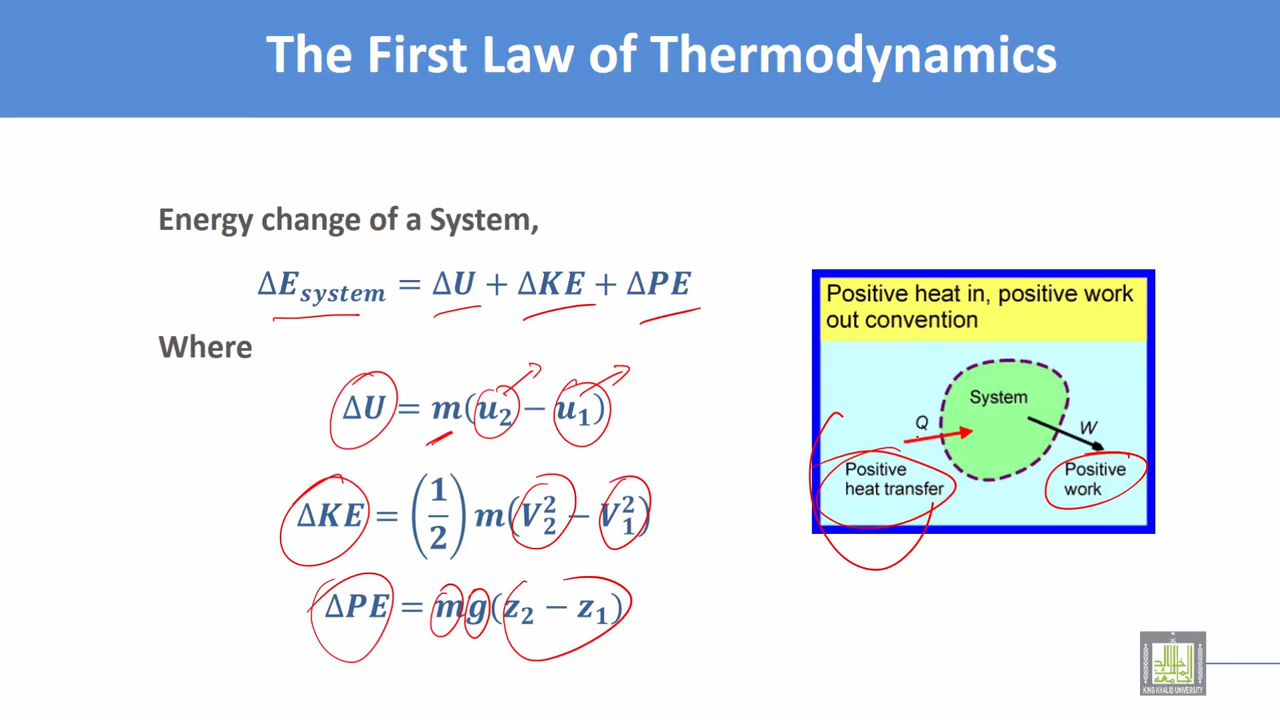 The First Law of Thermodynamics
Energy change of a System,
ΔE_system = ΔU + ΔKE + ΔPE
Where
ΔU = m(u₂ − u₁)
ΔKE = (1/2) m(V₂² − V₁²)
ΔPE = mg(z₂ − z₁)
Positive heat in, positive work
out convention
System
Q
W
Positive
heat transfer
Positive
work
KING KHALID UNIVERSITY